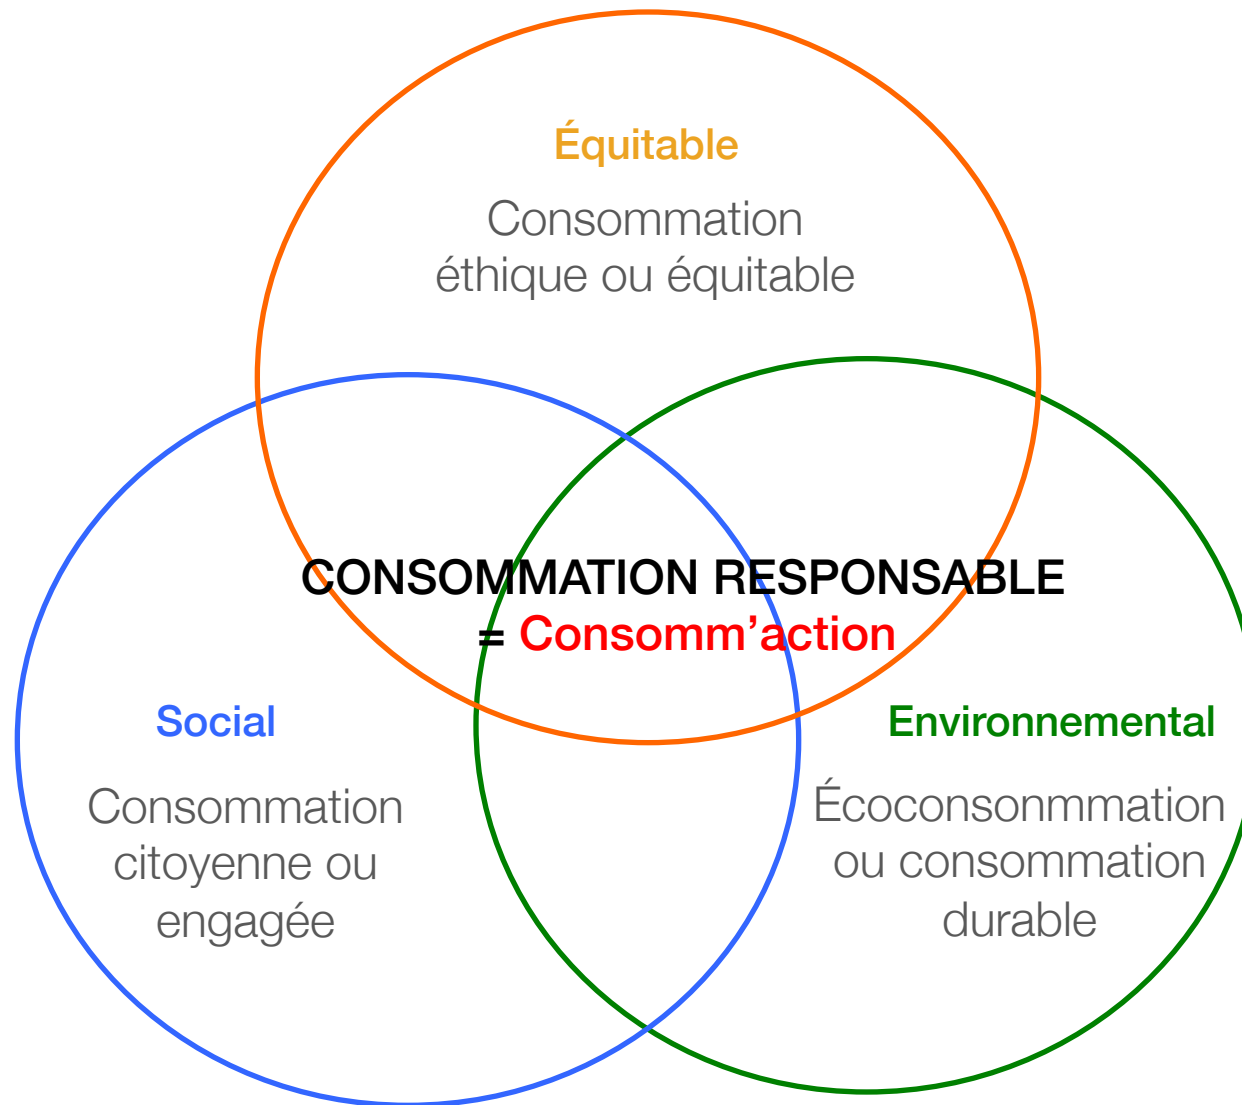 Équitable
Consommation
éthique ou équitable
CONSOMMATION RESPONSABLE
= Consomm’action
Social
Consommation
citoyenne ou
engagée
Environnemental
Écoconsonmmation
ou consommation
durable